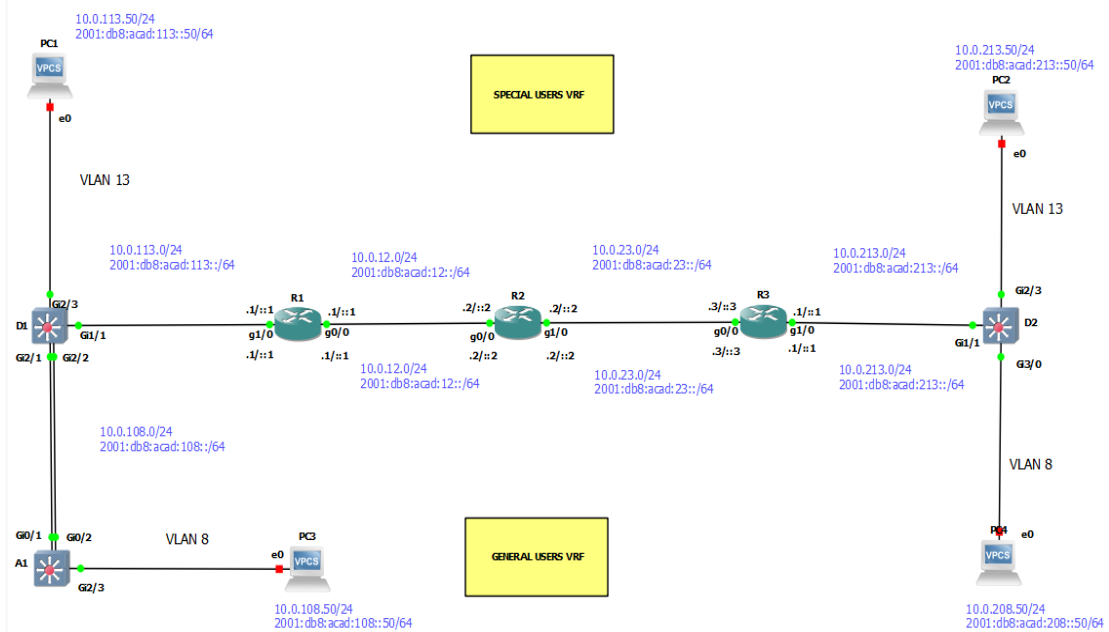 10.0.113.50/24
2001:db8:acad:113::50/64
PC1
VPCS
e0
SPECIAL USERS VRF
10.0.213.50/24
2001:db8:acad:213::50/64
PC2
VPCS
e0
VLAN 13
VLAN 13
10.0.113.0/24
2001:db8:acad:113::/64
10.0.12.0/24
2001:db8:acad:12::/64
10.0.23.0/24
2001:db8:acad:23::/64
10.0.213.0/24
2001:db8:acad:213::/64
Gi2/3
D1
Gi1/1
Gi2/1
Gi2/2
R1
.1/::1
.1/::1
g1/0
g0/0
.1/::1
.1/::1
R2
.2/::2
.2/::2
g0/0
g1/0
.2/::2
.2/::2
R3
.3/::3
.1/::1
g0/0
g1/0
.3/::3
.1/::1
Gi2/3
D2
Gi1/1
Gi3/0
10.0.12.0/24
2001:db8:acad:12::/64
10.0.23.0/24
2001:db8:acad:23::/64
10.0.213.0/24
2001:db8:acad:213::/64
10.0.108.0/24
2001:db8:acad:108::/64
VLAN 8
Gi0/1
Gi0/2
A1
Gi2/3
VLAN 8
PC3
e0
VPCS
10.0.108.50/24
2001:db8:acad:108::50/64
GENERAL USERS VRF
PC4
e0
VPCS
10.0.208.50/24
2001:db8:acad:208::50/64